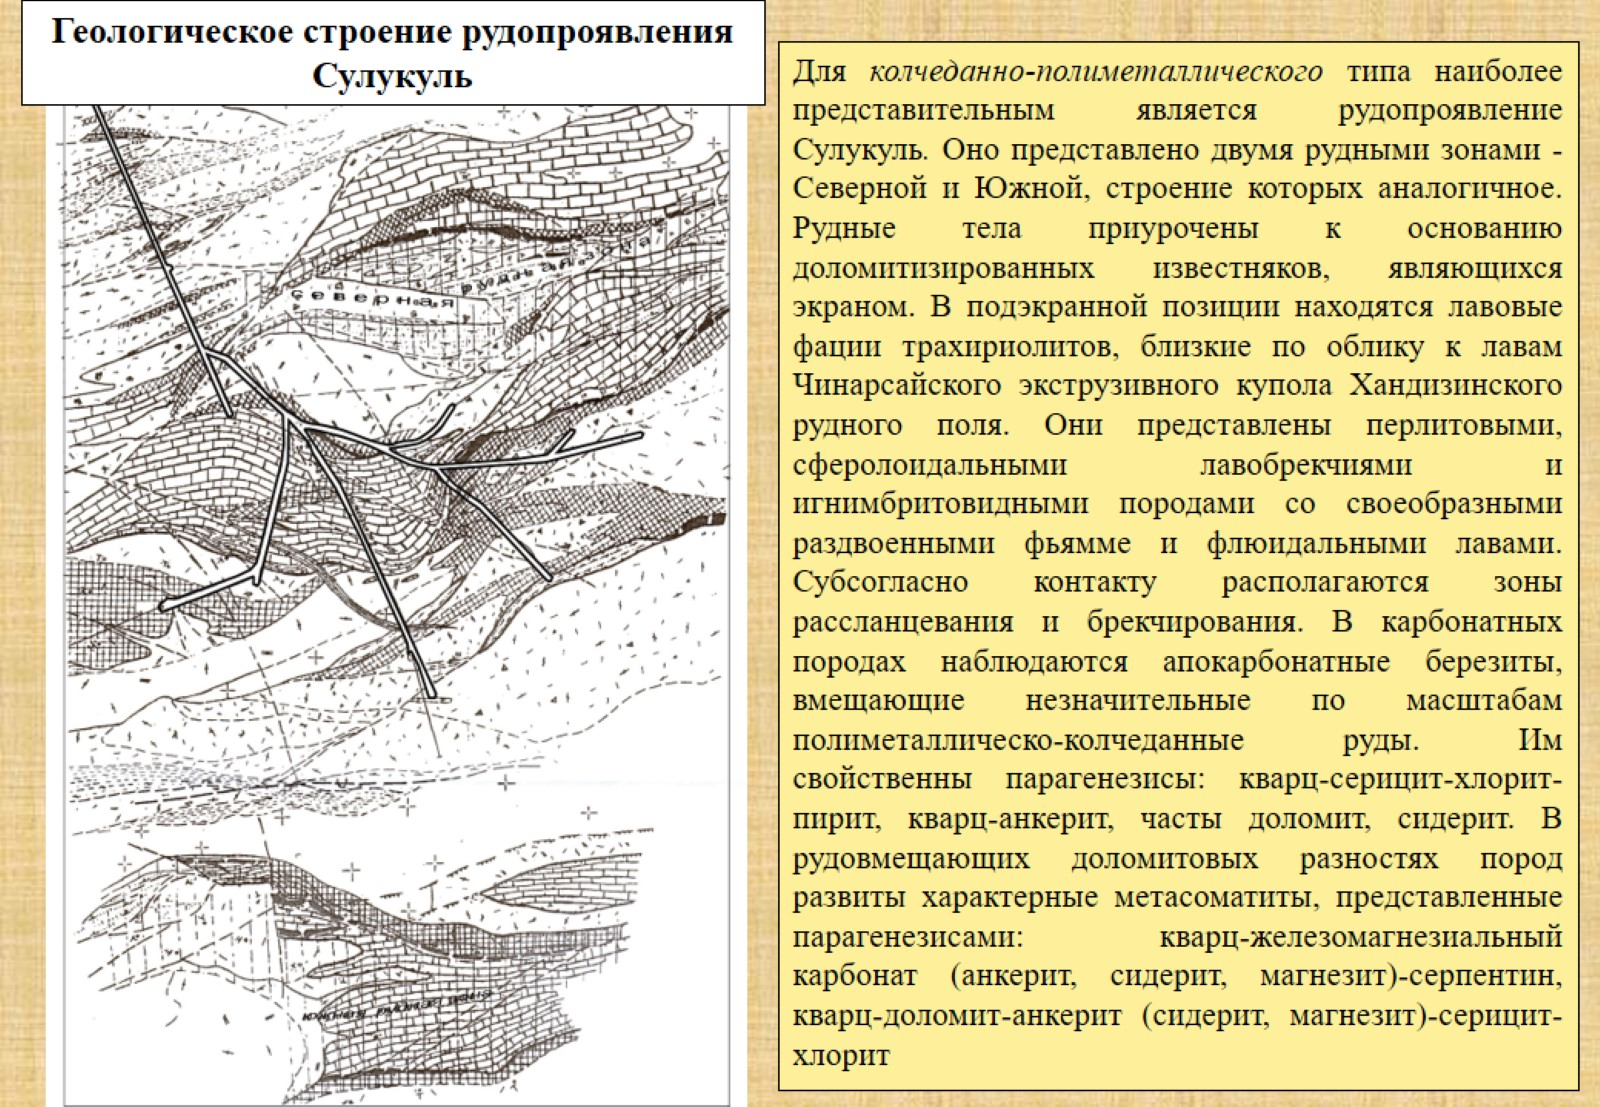 Геологическое строение рудопроявления
Сулукуль
северная рудная зона
южная рудная зона
Для колчеданно-полиметаллического типа наиболее
представительным является рудопроявление
Сулукуль. Оно представлено двумя рудными зонами -
Северной и Южной, строение которых аналогичное.
Рудные тела приурочены к основанию
доломитизированных известняков, являющихся
экраном. В подэкранной позиции находятся лавовые
фации трахириолитов, близкие по облику к лавам
Чинарсайского экструзивного купола Хандизинского
рудного поля. Они представлены перлитовыми,
сферолоидальными лавобрекчиями и
игнимбритовидными породами со своеобразными
раздвоенными фьямме и флюидальными лавами.
Субсогласно контакту располагаются зоны
рассланцевания и брекчирования. В карбонатных
породах наблюдаются апокарбонатные березиты,
вмещающие незначительные по масштабам
полиметаллическо-колчеданные руды. Им
свойственны парагенезисы: кварц-серицит-хлорит-
пирит, кварц-анкерит, часты доломит, сидерит. В
рудовмещающих доломитовых разностях пород
развиты характерные метасоматиты, представленные
парагенезисами: кварц-железомагнезиальный
карбонат (анкерит, сидерит, магнезит)-серпентин,
кварц-доломит-анкерит (сидерит, магнезит)-серицит-
хлорит